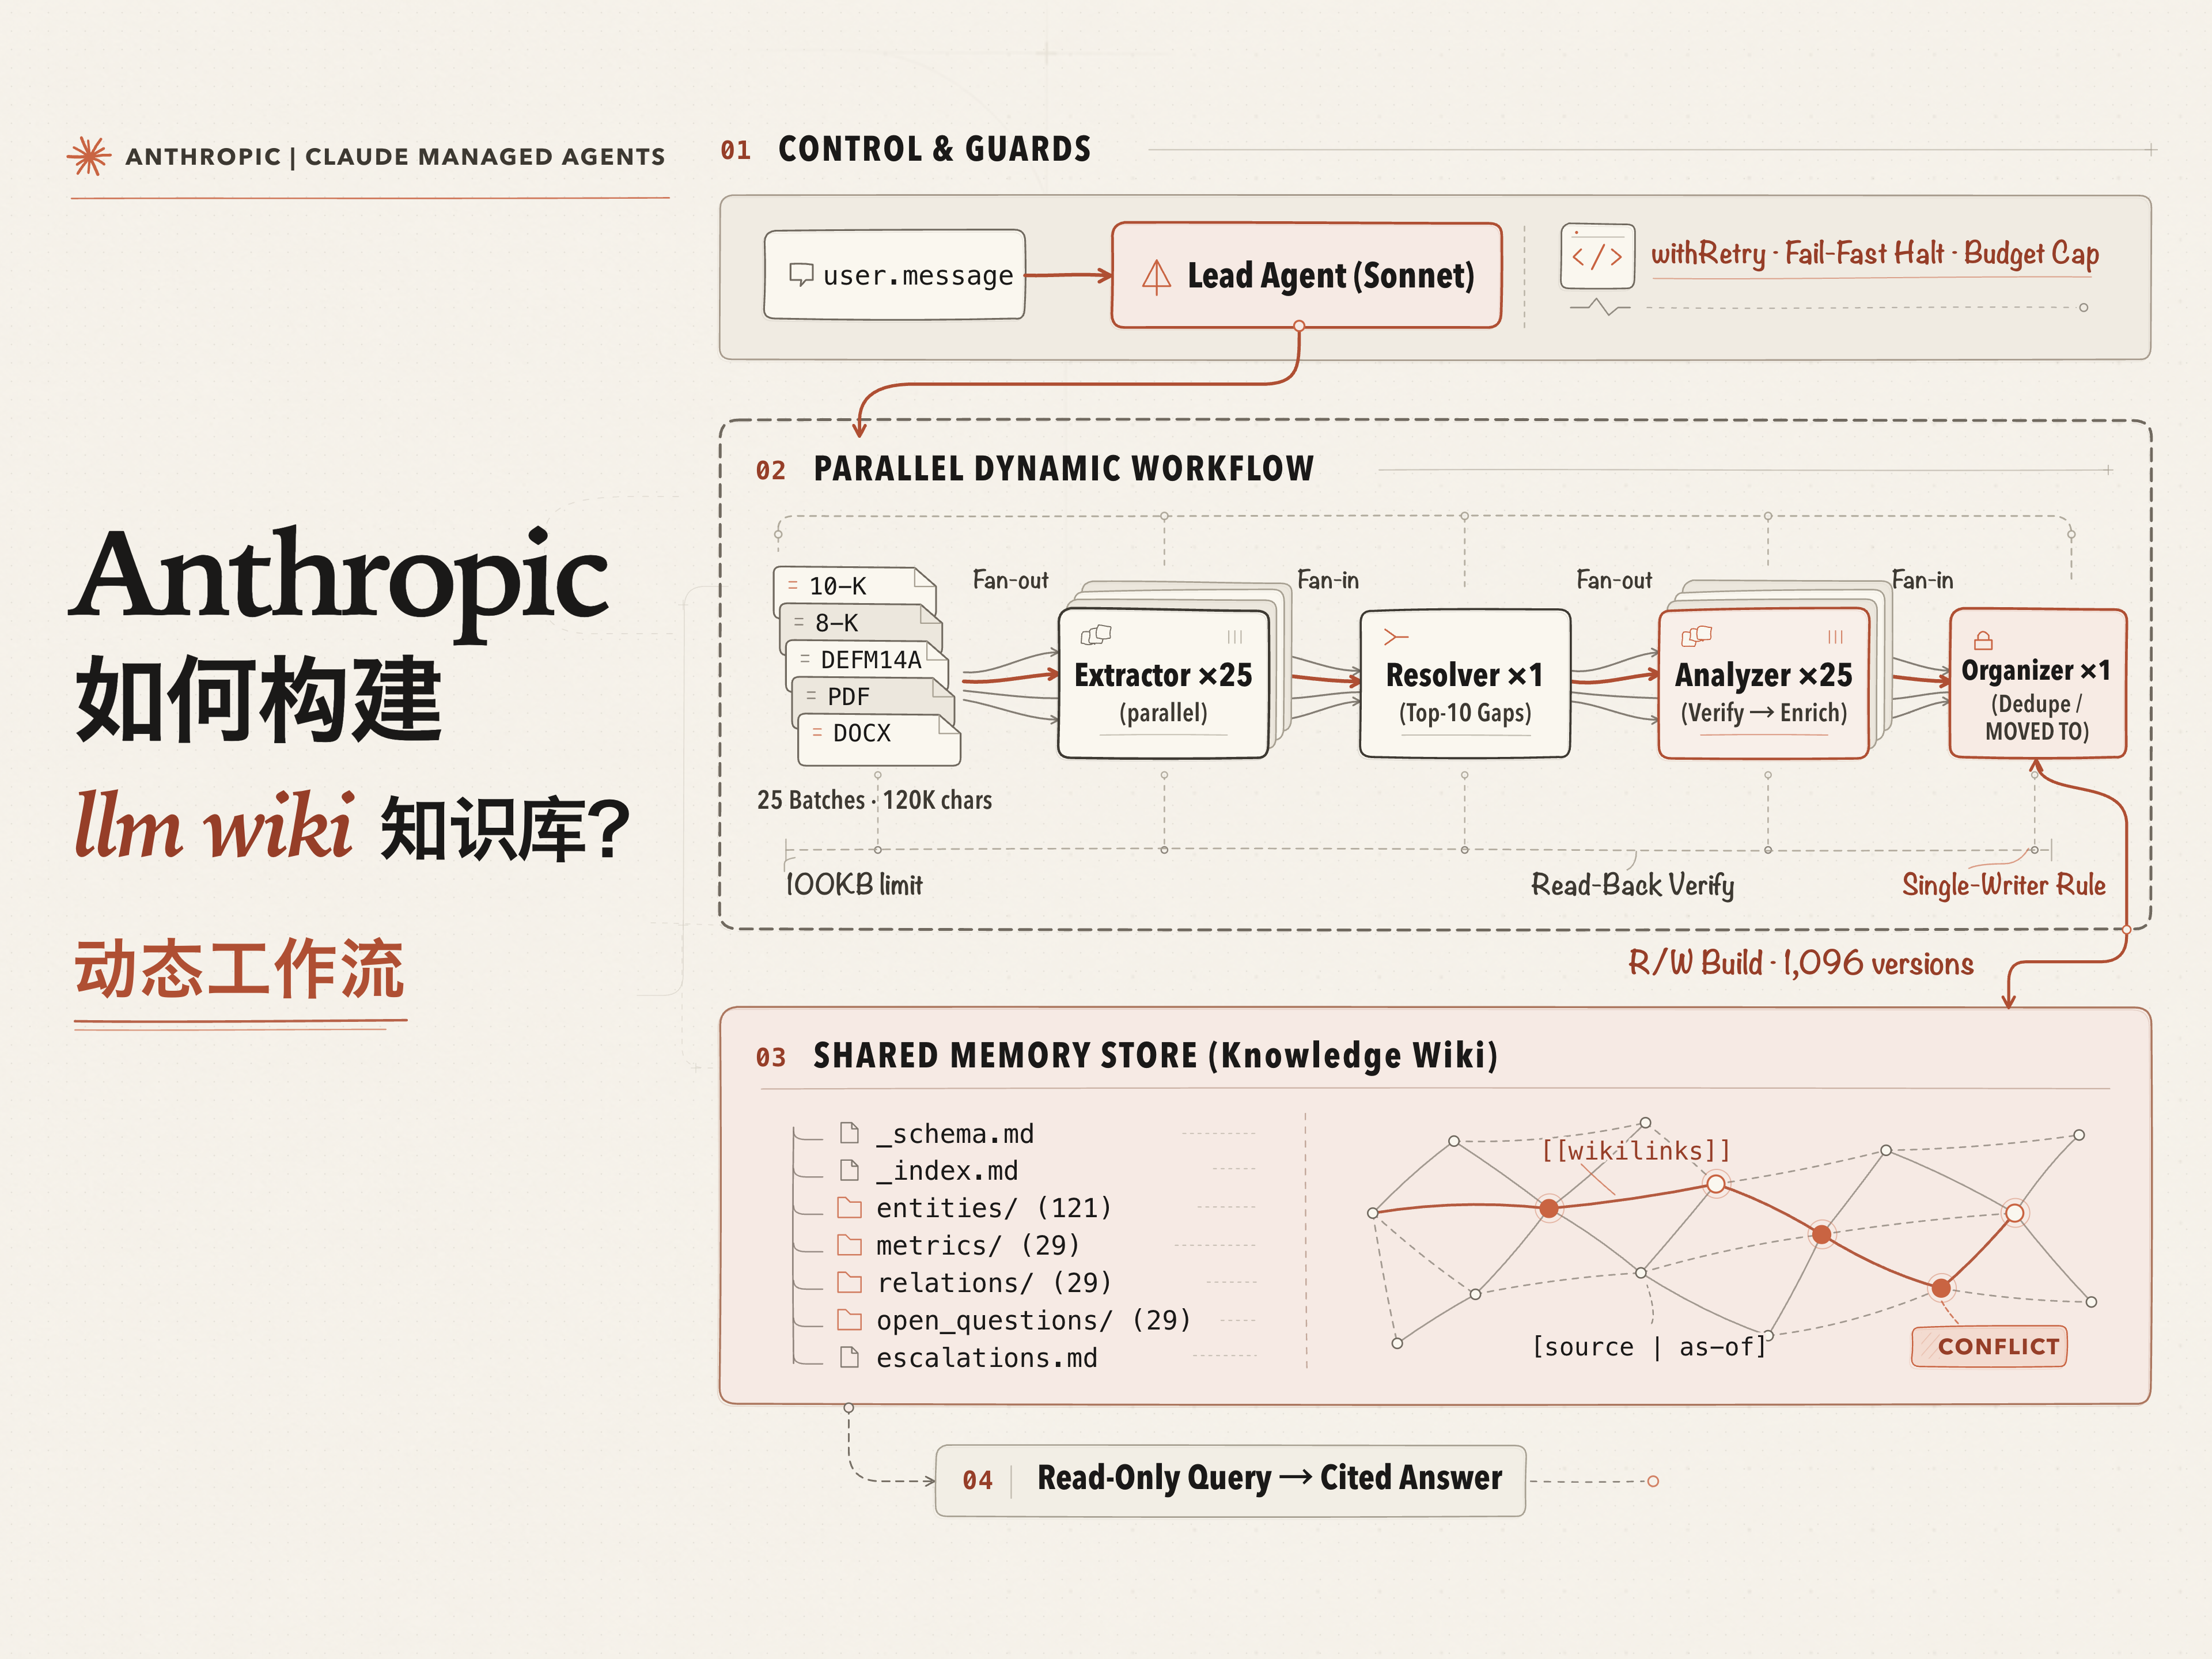 ANTHROPIC | CLAUDE MANAGED AGENTS
Anthropic
如何构建
llm wiki 知识库?
动态工作流
01 CONTROL & GUARDS
user.message
Lead Agent (Sonnet)
</>
withRetry · Fail-Fast Halt · Budget Cap
02 PARALLEL DYNAMIC WORKFLOW
10-K
8-K
DEFM14A
PDF
DOCX
25 Batches · 120K chars
Fan-out
Extractor ×25
(parallel)
Fan-in
Resolver ×1
(Top-10 Gaps)
Fan-out
Analyzer ×25
(Verify → Enrich)
Fan-in
Organizer ×1
(Dedupe /
MOVED TO)
100KB limit
Read-Back Verify
Single-Writer Rule
R/W Build · 1,096 versions
03 SHARED MEMORY STORE (Knowledge Wiki)
_schema.md
_index.md
entities/ (121)
metrics/ (29)
relations/ (29)
open_questions/ (29)
escalations.md
[[wikilinks]]
[source | as-of]
CONFLICT
04 Read-Only Query → Cited Answer